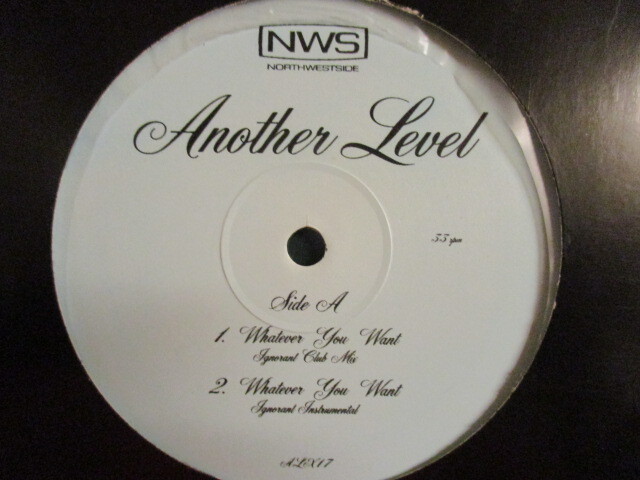 NWS
NORTHWESTSIDE
Another Level
33 rpm
Side A
1. Whatever You Want
Ignorant Club Mix
2. Whatever You Want
Ignorant Instrumental
ALX17